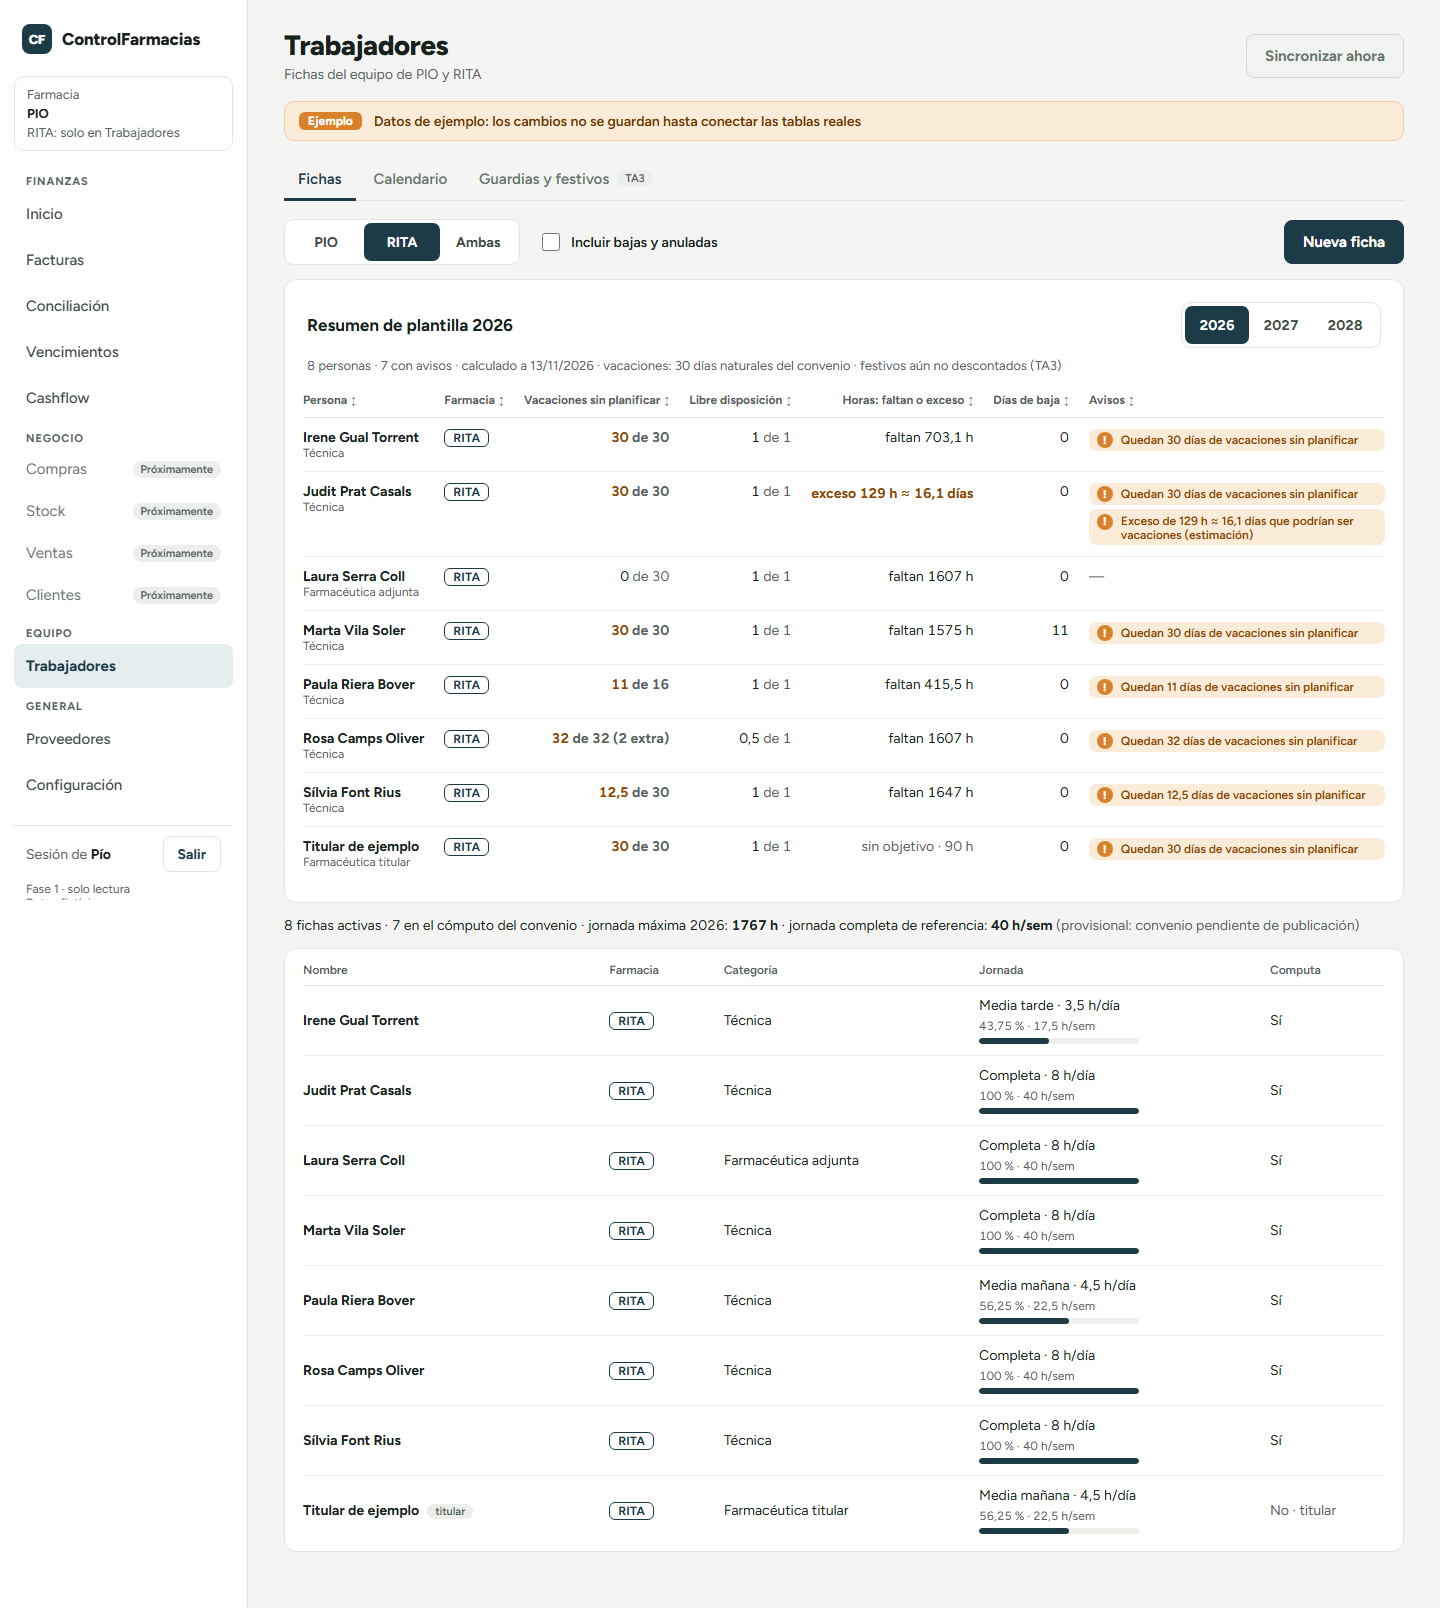 CF ControlFarmacias
Farmacia
PIO
RITA: solo en Trabajadores
FINANZAS
Inicio
Facturas
Conciliación
Vencimientos
Cashflow
NEGOCIO
Compras Próximamente
Stock Próximamente
Ventas Próximamente
Clientes Próximamente
EQUIPO
Trabajadores
GENERAL
Proveedores
Configuración
Sesión de Pío Salir
Fase 1 · solo lectura
Trabajadores
Fichas del equipo de PIO y RITA
Sincronizar ahora
Ejemplo Datos de ejemplo: los cambios no se guardan hasta conectar las tablas reales
Fichas Calendario Guardias y festivos TA3
PIO RITA Ambas Incluir bajas y anuladas Nueva ficha
Resumen de plantilla 2026 2026 2027 2028
8 personas · 7 con avisos · calculado a 13/11/2026 · vacaciones: 30 días naturales del convenio · festivos aún no descontados (TA3)
Persona ↕ Farmacia ↕ Vacaciones sin planificar ↕ Libre disposición ↕ Horas: faltan o exceso ↕ Días de baja ↕ Avisos ↕
Irene Gual Torrent RITA 30 de 30 1 de 1 faltan 703,1 h 0 ! Quedan 30 días de vacaciones sin planificar
Técnica
Judit Prat Casals RITA 30 de 30 1 de 1 exceso 129 h ≈ 16,1 días 0 ! Quedan 30 días de vacaciones sin planificar
Técnica
! Exceso de 129 h ≈ 16,1 días que podrían ser
vacaciones (estimación)
Laura Serra Coll RITA 0 de 30 1 de 1 faltan 1607 h 0 —
Farmacéutica adjunta
Marta Vila Soler RITA 30 de 30 1 de 1 faltan 1575 h 11 ! Quedan 30 días de vacaciones sin planificar
Técnica
Paula Riera Bover RITA 11 de 16 1 de 1 faltan 415,5 h 0 ! Quedan 11 días de vacaciones sin planificar
Técnica
Rosa Camps Oliver RITA 32 de 32 (2 extra) 0,5 de 1 faltan 1607 h 0 ! Quedan 32 días de vacaciones sin planificar
Técnica
Sílvia Font Rius RITA 12,5 de 30 1 de 1 faltan 1647 h 0 ! Quedan 12,5 días de vacaciones sin planificar
Técnica
Titular de ejemplo RITA 30 de 30 1 de 1 sin objetivo · 90 h 0 ! Quedan 30 días de vacaciones sin planificar
Farmacéutica titular
8 fichas activas · 7 en el cómputo del convenio · jornada máxima 2026: 1767 h · jornada completa de referencia: 40 h/sem (provisional: convenio pendiente de publicación)
Nombre Farmacia Categoría Jornada Computa
Irene Gual Torrent RITA Técnica Media tarde · 3,5 h/día Sí
43,75 % · 17,5 h/sem
Judit Prat Casals RITA Técnica Completa · 8 h/día Sí
100 % · 40 h/sem
Laura Serra Coll RITA Farmacéutica adjunta Completa · 8 h/día Sí
100 % · 40 h/sem
Marta Vila Soler RITA Técnica Completa · 8 h/día Sí
100 % · 40 h/sem
Paula Riera Bover RITA Técnica Media mañana · 4,5 h/día Sí
56,25 % · 22,5 h/sem
Rosa Camps Oliver RITA Técnica Completa · 8 h/día Sí
100 % · 40 h/sem
Sílvia Font Rius RITA Técnica Completa · 8 h/día Sí
100 % · 40 h/sem
Titular de ejemplo titular RITA Farmacéutica titular Media mañana · 4,5 h/día No · titular
56,25 % · 22,5 h/sem